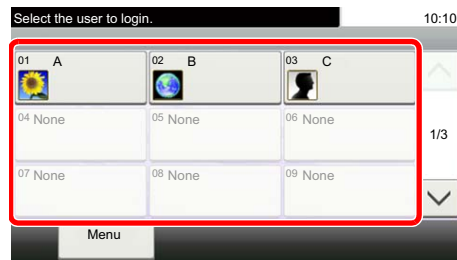 Select the user to login. 10:10
01 A 02 B 03 C
04 None 05 None 06 None
1/3
07 None 08 None 09 None
Menu